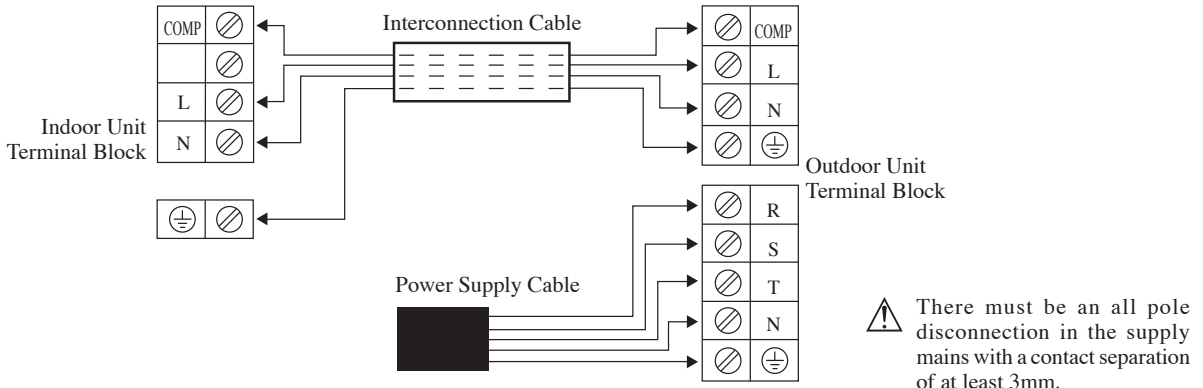 Interconnection Cable
COMP
L
N
Indoor Unit
Terminal Block
COMP
L
N
Outdoor Unit
Terminal Block
R
S
T
N
Power Supply Cable
There must be an all pole
disconnection in the supply
mains with a contact separation
of at least 3mm.